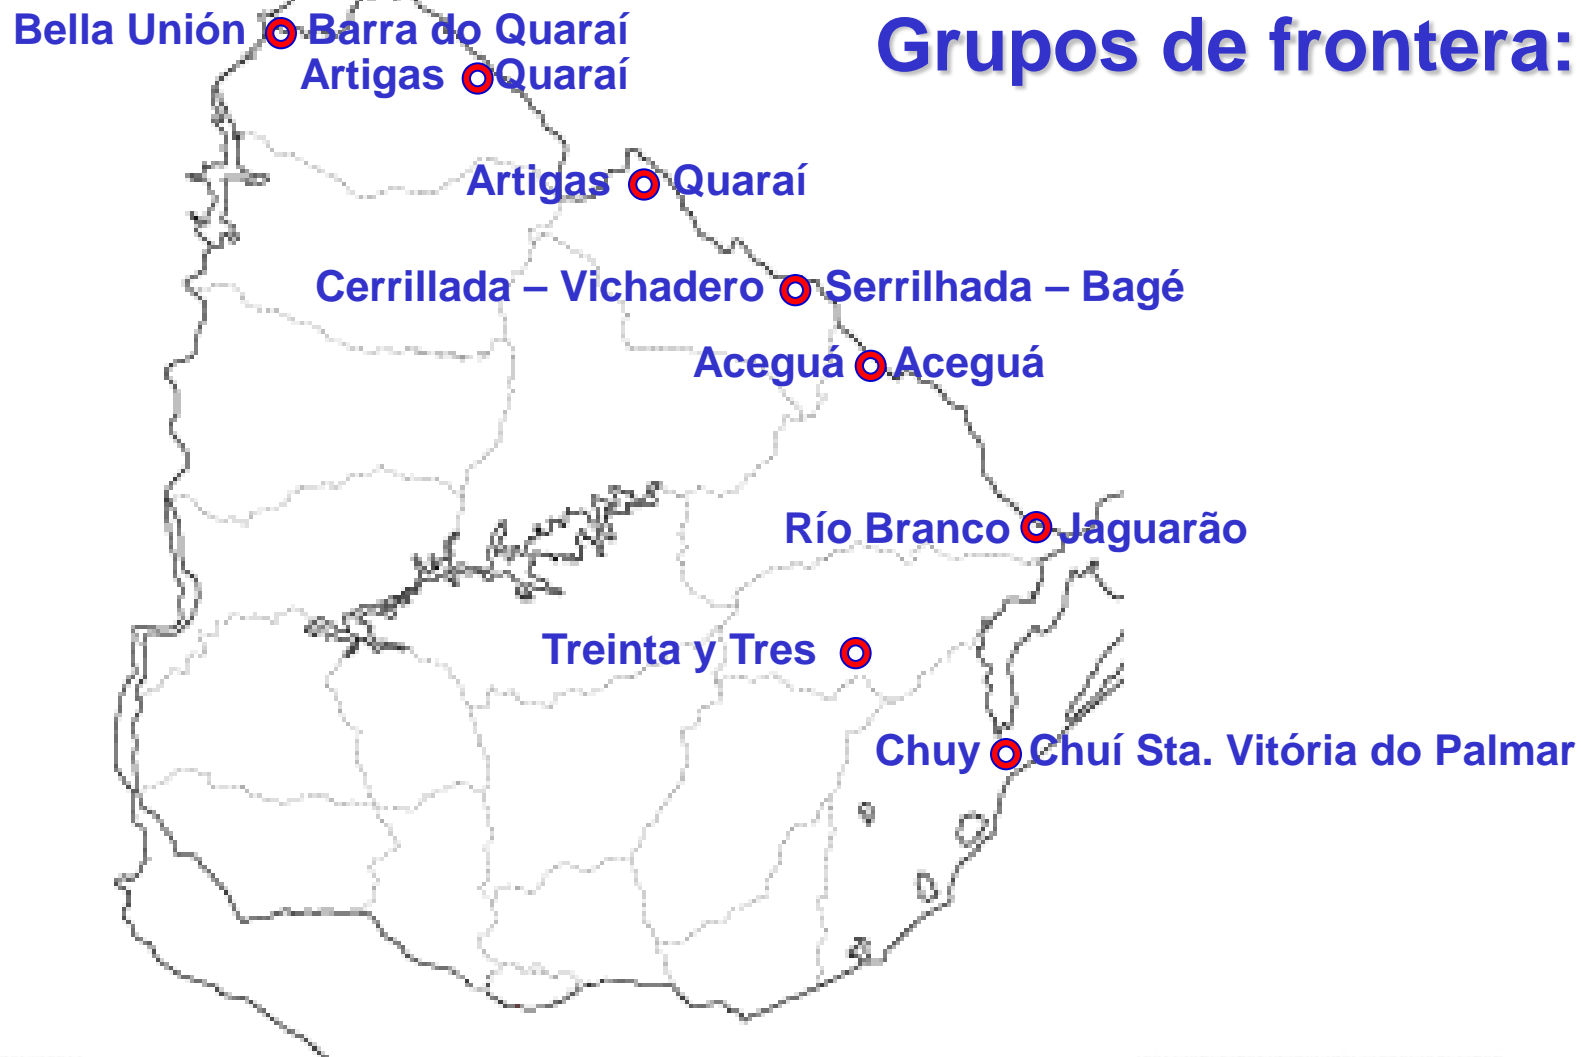 Grupos de frontera:
Bella Unión Barra do Quaraí
Artigas Quaraí
Artigas Quaraí
Cerrillada – Vichadero Serrilhada – Bagé
Aceguá Aceguá
Río Branco Jaguarão
Treinta y Tres
Chuy Chuí Sta. Vitória do Palmar